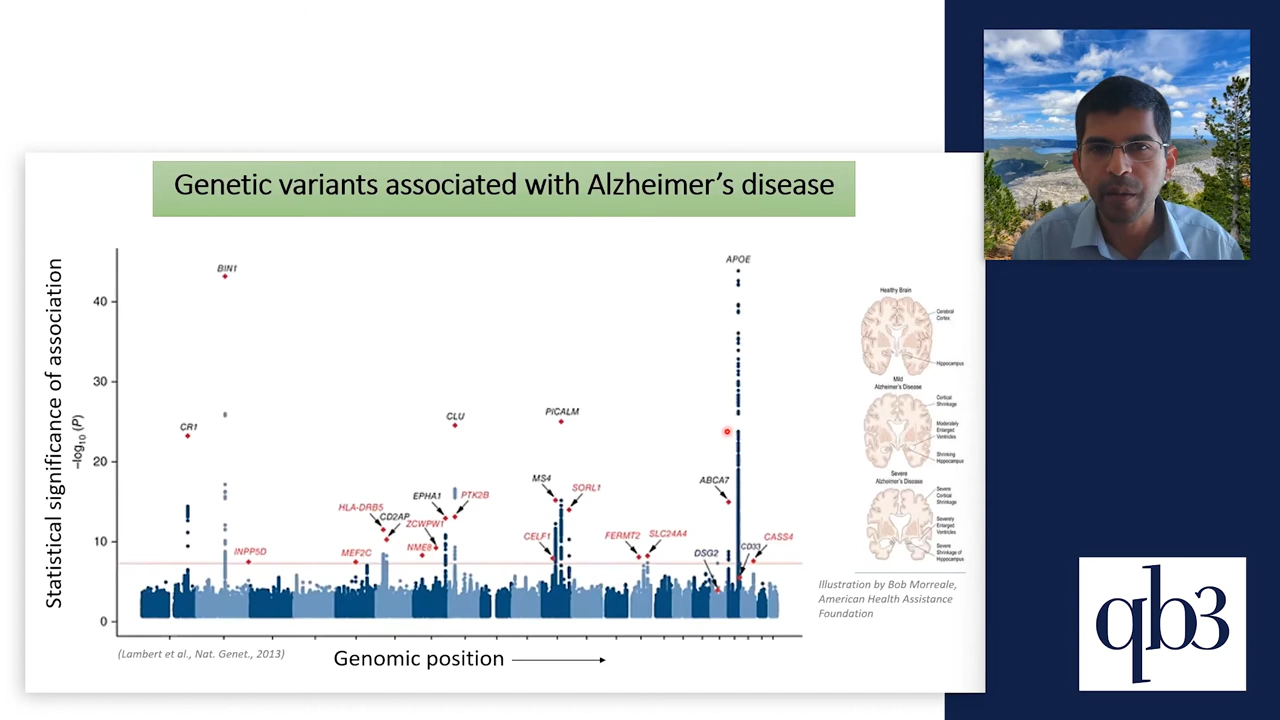 Genetic variants associated with Alzheimer's disease
Statistical significance of association
–log10 (P)
40
30
20
10
0
BIN1
APOE
CR1
CLU
PICALM
MS4
SORL1
ABCA7
EPHA1
PTK2B
HLA-DRB5
CD2AP
ZCWPW1
INPP5D
MEF2C
NME8
CELF1
FERMT2
SLC24A4
DSG2
CD33
CASS4
(Lambert et al., Nat. Genet., 2013)
Genomic position
Healthy Brain
Cerebral
Cortex
Hippocampus
Mild
Alzheimer's Disease
Cortical
Shrinkage
Moderately
Enlarged
Ventricles
Shrinking
Hippocampus
Severe
Alzheimer's Disease
Severe
Cortical
Shrinkage
Severely
Enlarged
Ventricles
Severe
Shrinkage of
Hippocampus
Illustration by Bob Morreale,
American Health Assistance
Foundation
qb3